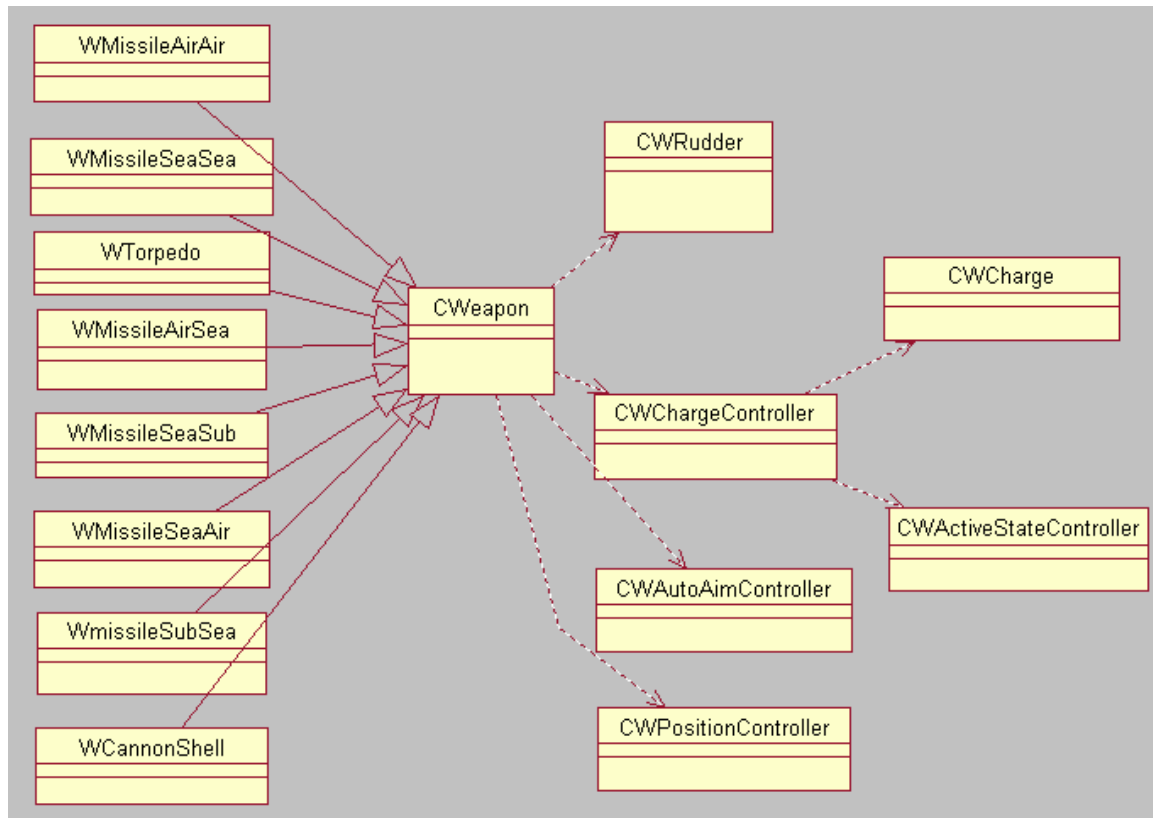 WMissileAirAir
WMissileSeaSea
WTorpedo
WMissileAirSea
WMissileSeaSub
WMissileSeaAir
WmissileSubSea
WCannonShell
CWeapon
CWRudder
CWCharge
CWChargeController
CWActiveStateController
CWAutoAimController
CWPositionController